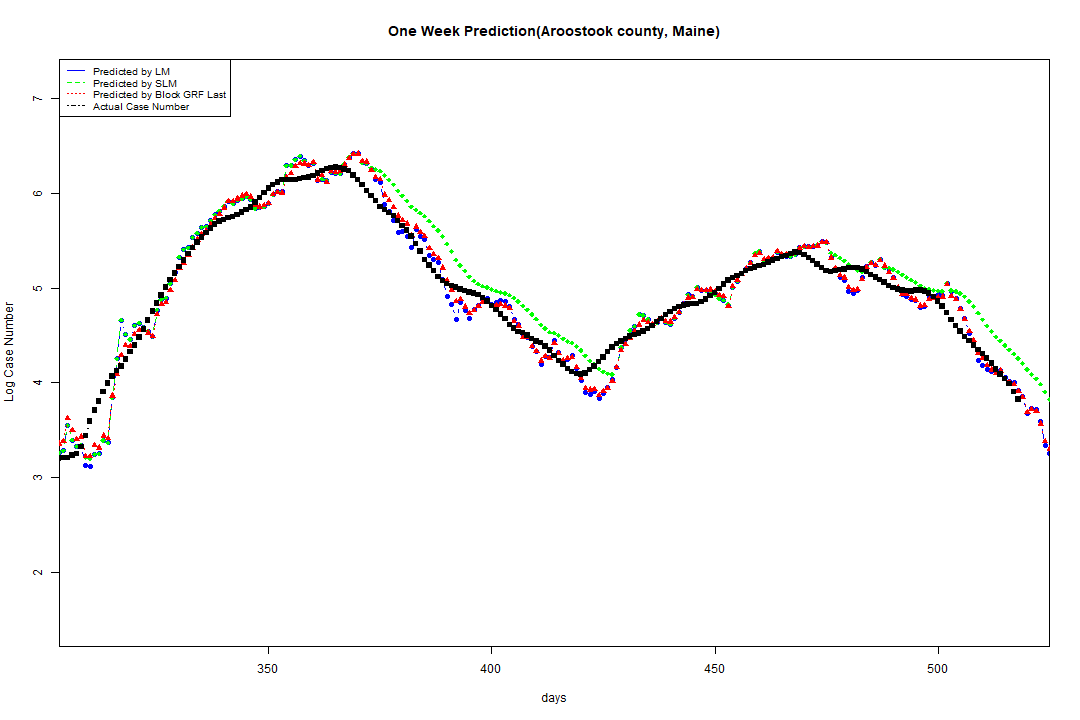 One Week Prediction(Aroostook county, Maine)
Predicted by LM
Predicted by SLM
Predicted by Block GRF Last
Actual Case Number
7
6
5
4
3
2
Log Case Number
350 400 450 500
days